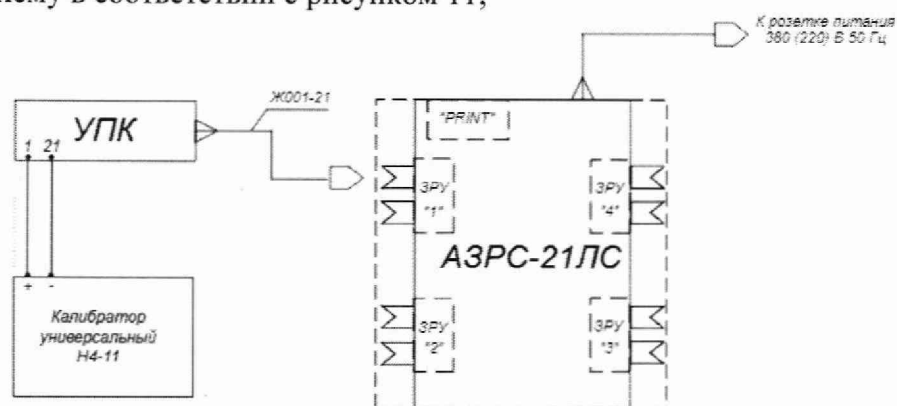 схему в соответствии с рисунком 11;
К розетке питания
380 (220) В 50 Гц
Ж001-21
УПК
1 21
"PRINT"
ЗРУ
"1"
ЗРУ
"4"
АЗРС-21ЛС
+ -
Калибратор
универсальный
Н4-11
ЗРУ
"2"
ЗРУ
"3"